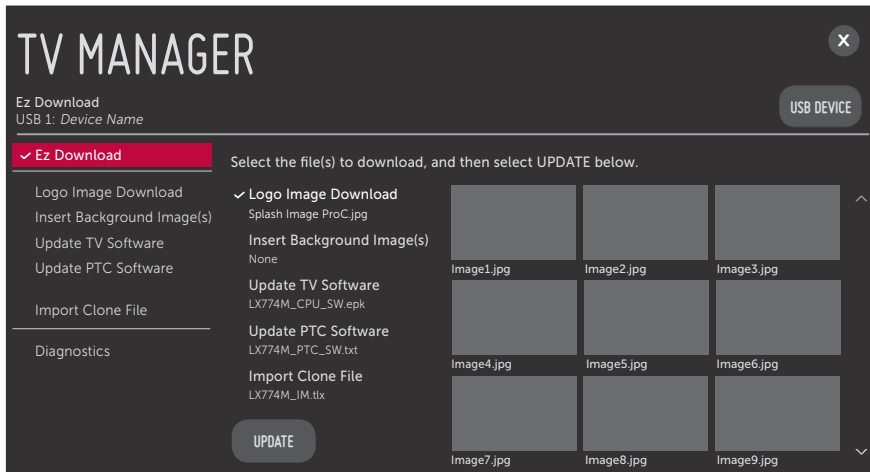 TV MANAGER
X
Ez Download
USB 1: Device Name
USB DEVICE
Ez Download
Logo Image Download
Insert Background Image(s)
Update TV Software
Update PTC Software
Import Clone File
Diagnostics
Select the file(s) to download, and then select UPDATE below.
Logo Image Download
Splash Image ProC.jpg
Insert Background Image(s)
None
Update TV Software
LX774M_CPU_SW.epk
Update PTC Software
LX774M_PTC_SW.txt
Import Clone File
LX774M_IM.tlx
UPDATE
Image1.jpg Image2.jpg Image3.jpg
Image4.jpg Image5.jpg Image6.jpg
Image7.jpg Image8.jpg Image9.jpg